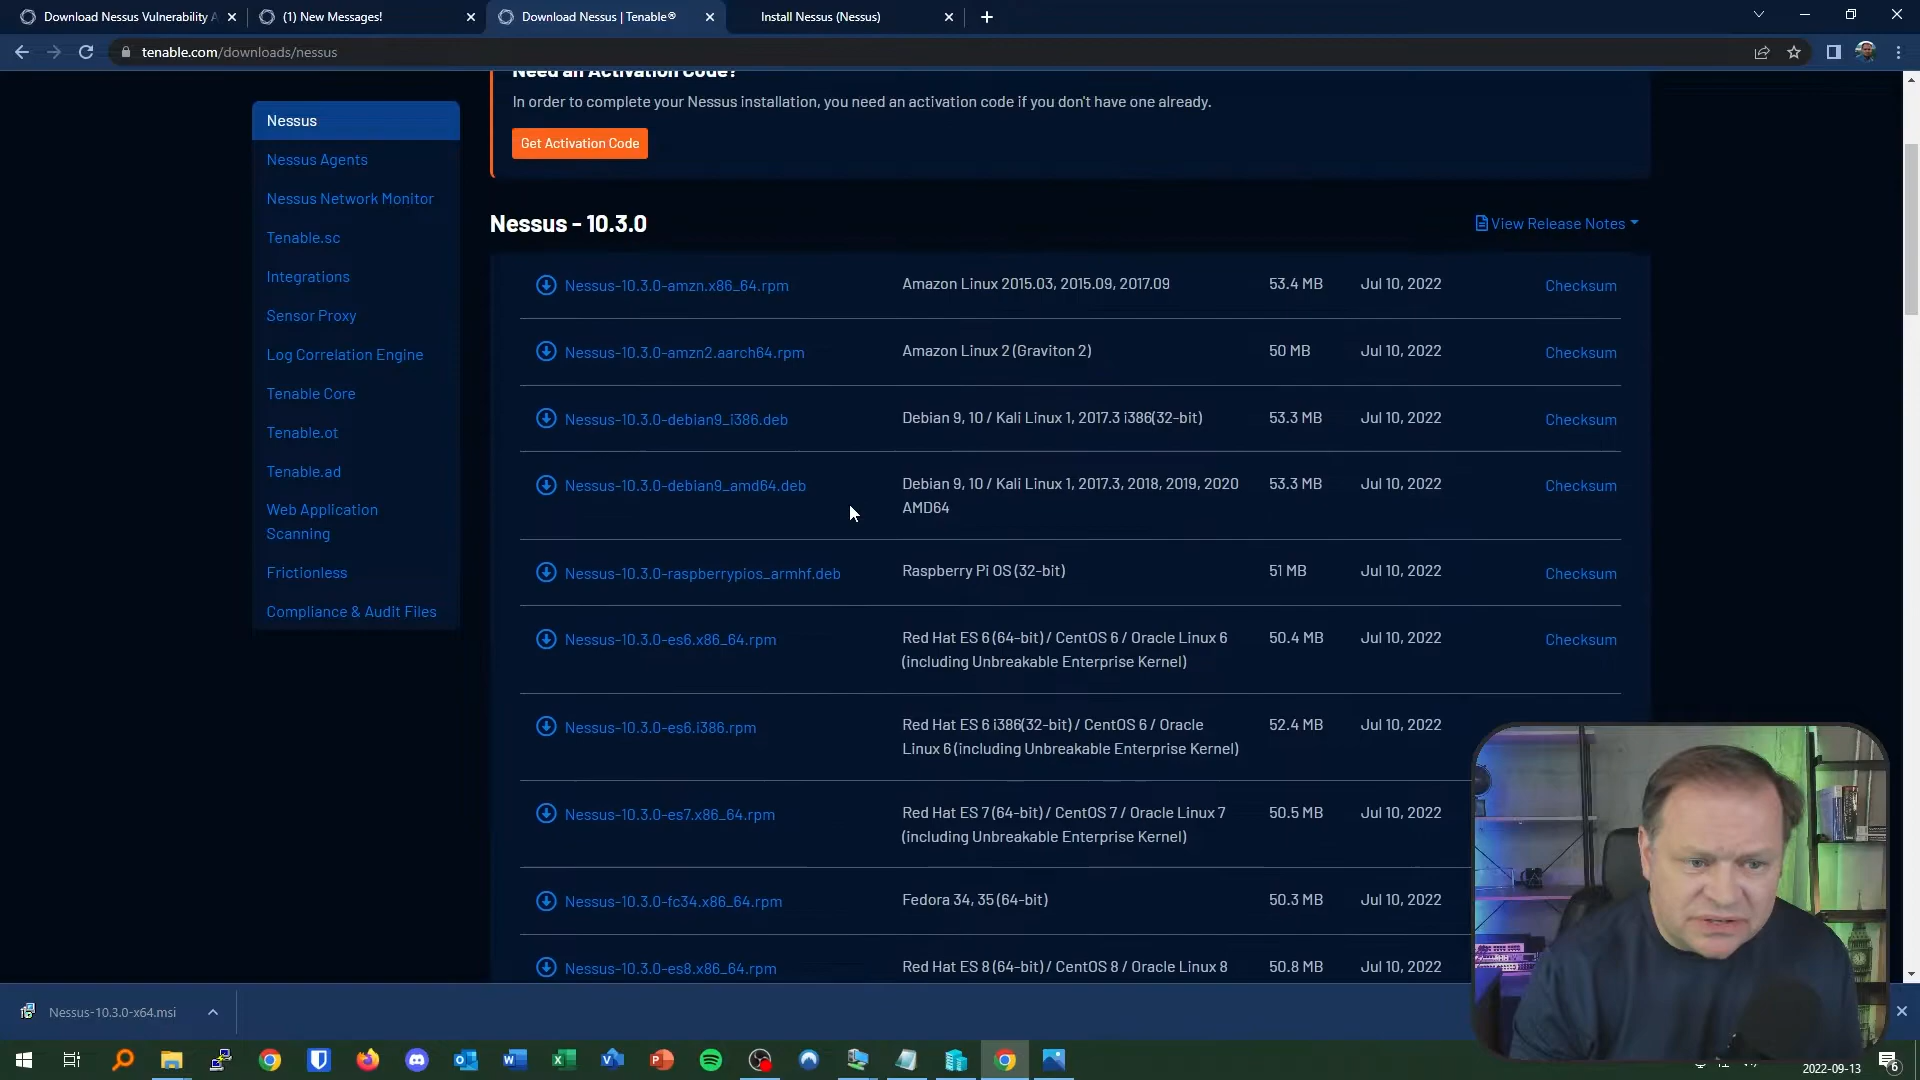 Download Nessus Vulnerability A
(1) New Messages!
Download Nessus | Tenable®
Install Nessus (Nessus)
tenable.com/downloads/nessus
Need an Activation Code?
In order to complete your Nessus installation, you need an activation code if you don't have one already.
Get Activation Code
Nessus
Nessus Agents
Nessus Network Monitor
Tenable.sc
Integrations
Sensor Proxy
Log Correlation Engine
Tenable Core
Tenable.ot
Tenable.ad
Web Application
Scanning
Frictionless
Compliance & Audit Files
Nessus - 10.3.0
View Release Notes
Nessus-10.3.0-amzn.x86_64.rpm Amazon Linux 2015.03, 2015.09, 2017.09 53.4 MB Jul 10, 2022 Checksum
Nessus-10.3.0-amzn2.aarch64.rpm Amazon Linux 2 (Graviton 2) 50 MB Jul 10, 2022 Checksum
Nessus-10.3.0-debian9_i386.deb Debian 9, 10 / Kali Linux 1, 2017.3 i386(32-bit) 53.3 MB Jul 10, 2022 Checksum
Nessus-10.3.0-debian9_amd64.deb Debian 9, 10 / Kali Linux 1, 2017.3, 2018, 2019, 2020 53.3 MB Jul 10, 2022 Checksum
AMD64
Nessus-10.3.0-raspberrypios_armhf.deb Raspberry Pi OS (32-bit) 51 MB Jul 10, 2022 Checksum
Nessus-10.3.0-es6.x86_64.rpm Red Hat ES 6 (64-bit) / CentOS 6 / Oracle Linux 6 50.4 MB Jul 10, 2022 Checksum
(including Unbreakable Enterprise Kernel)
Nessus-10.3.0-es6.i386.rpm Red Hat ES 6 i386(32-bit) / CentOS 6 / Oracle 52.4 MB Jul 10, 2022
Linux 6 (including Unbreakable Enterprise Kernel)
Nessus-10.3.0-es7.x86_64.rpm Red Hat ES 7 (64-bit) / CentOS 7 / Oracle Linux 7 50.5 MB Jul 10, 2022
(including Unbreakable Enterprise Kernel)
Nessus-10.3.0-fc34.x86_64.rpm Fedora 34, 35 (64-bit) 50.3 MB Jul 10, 2022
Nessus-10.3.0-es8.x86_64.rpm Red Hat ES 8 (64-bit) / CentOS 8 / Oracle Linux 8 50.8 MB Jul 10, 2022
Nessus-10.3.0-x64.msi
2022-09-13
6